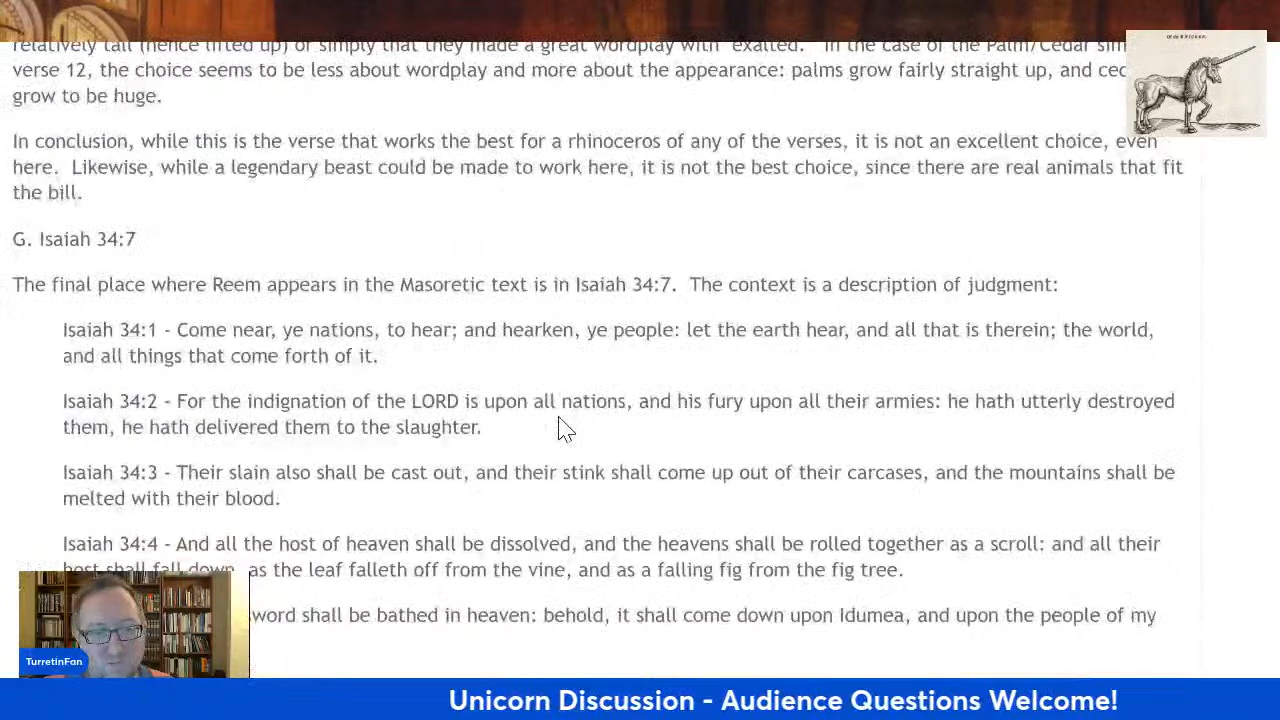 relatively tall (hence lifted up) or simply that they made a great wordplay with "exalted." In the case of the Palm/Cedar
verse 12, the choice seems to be less about wordplay and more about the appearance: palms grow fairly straight up, and
grow to be huge.
In conclusion, while this is the verse that works the best for a rhinoceros of any of the verses, it is not an excellent choice, even
here. Likewise, while a legendary beast could be made to work here, it is not the best choice, since there are real animals that fit
the bill.
G. Isaiah 34:7
The final place where Reem appears in the Masoretic text is in Isaiah 34:7. The context is a description of judgment:
Isaiah 34:1 - Come near, ye nations, to hear; and hearken, ye people: let the earth hear, and all that is therein; the world,
and all things that come forth of it.
Isaiah 34:2 - For the indignation of the LORD is upon all nations, and his fury upon all their armies: he hath utterly destroyed
them, he hath delivered them to the slaughter.
Isaiah 34:3 - Their slain also shall be cast out, and their stink shall come up out of their carcases, and the mountains shall be
melted with their blood.
Isaiah 34:4 - And all the host of heaven shall be dissolved, and the heavens shall be rolled together as a scroll: and all their
host shall fall down, as the leaf falleth off from the vine, and as a falling fig from the fig tree.
sword shall be bathed in heaven: behold, it shall come down upon Idumea, and upon the people of my
TurretinFan
Unicorn Discussion - Audience Questions Welcome!